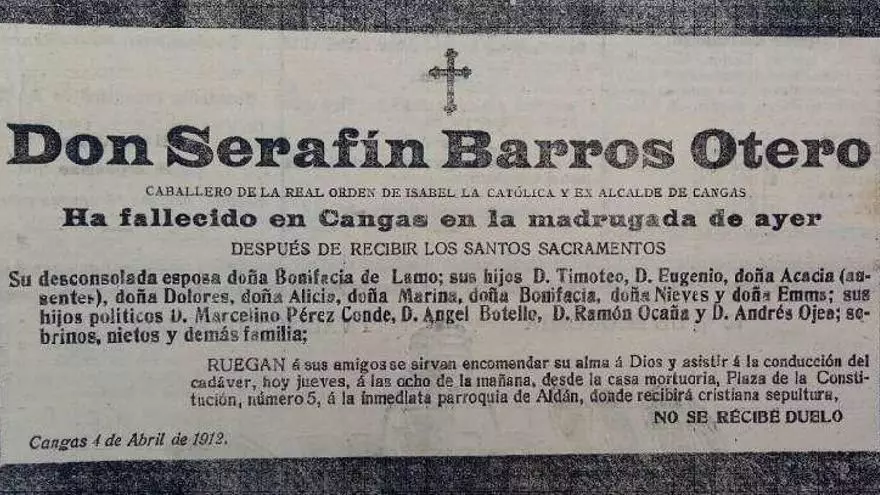 Don Serafín Barros Otero
CABALLERO DE LA REAL ORDEN DE ISABEL LA CATÓLICA Y EX ALCALDE DE CANGAS
Ha fallecido en Cangas en la madrugada de ayer
DESPUÉS DE RECIBIR LOS SANTOS SACRAMENTOS
Su desconsolada esposa doña Bonifacia de Lamo; sus hijos D. Timoteo, D. Eugenio, doña Acacia (au-
sentes), doña Dolores, doña Alicia, doña Marina, doña Bonifacia, doña Nieves y doña Emma; sus
hijos políticos D. Marcelino Pérez Conde, D. Angel Botello, D. Ramón Ocaña y D. Andrés Ojea; so-
brinos, nietos y demás familia;
RUEGAN á sus amigos se sirvan encomendar su alma á Dios y asistir á la conducción del
cadáver, hoy jueves, á las ocho de la mañana, desde la casa mortuoria, Plaza de la Consti-
tución, número 5, á la inmediata parroquia de Aldán, donde recibirá cristiana sepultura,
NO SE RECIBE DUELO
Cangas 4 de Abril de 1912.